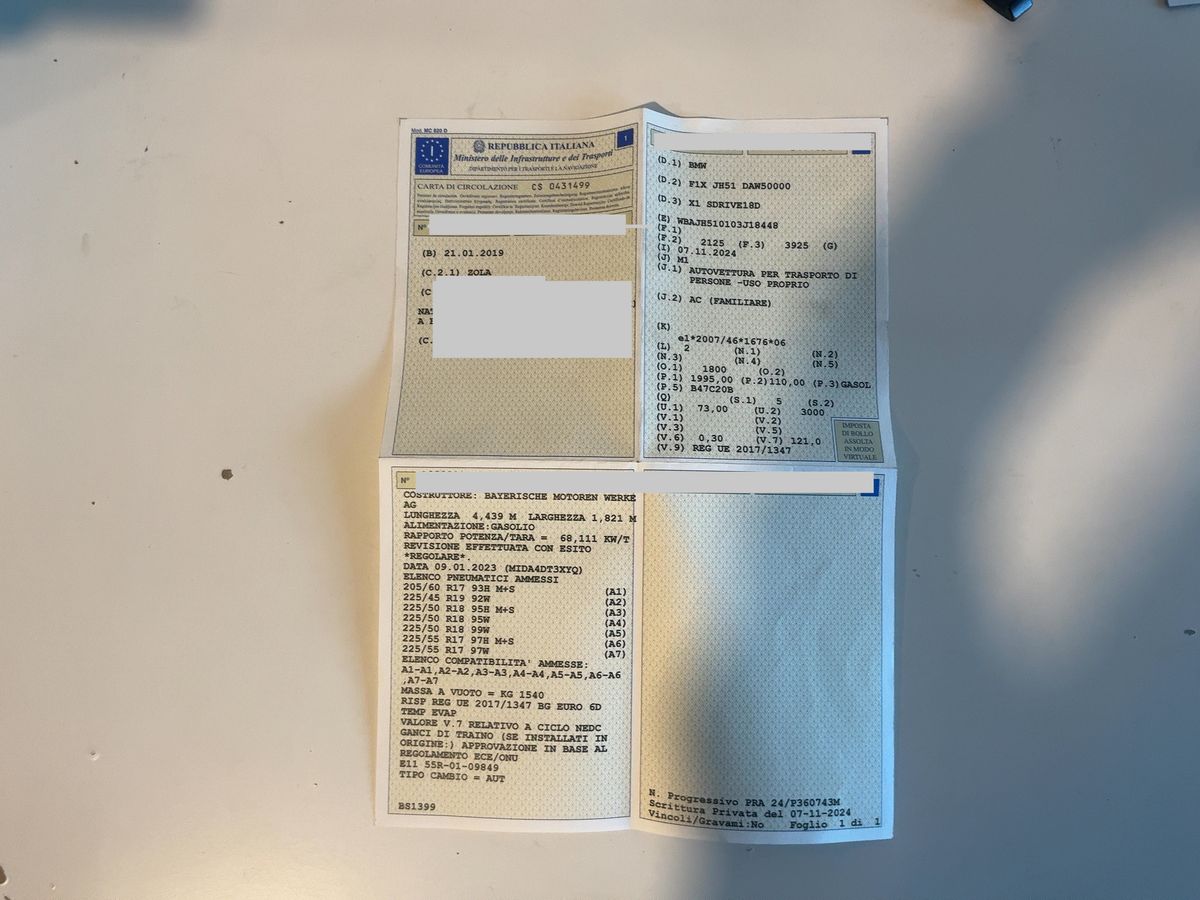 Mod. MC 820 D
COMUNITÀ EUROPEA
I
REPUBBLICA ITALIANA
1
Ministero delle Infrastrutture e dei Trasporti
DIPARTIMENTO PER I TRASPORTI E LA NAVIGAZIONE
CARTA DI CIRCOLAZIONE CS 0431499
N°
(B) 21.01.2019
(C.2.1) ZOLA
(C
NA
A
(C.
(D.1) BMW
(D.2) F1X JH51 DAW50000
(D.3) X1 SDRIVE18D
(E) WBAJH510103J18448
(F.1)
(F.2) 2125 (F.3) 3925 (G)
(I) 07.11.2024
(J) M1
(J.1) AUTOVETTURA PER TRASPORTO DI
PERSONE -USO PROPRIO
(J.2) AC (FAMILIARE)
(K)
e1*2007/46*1676*06
(L) 2 (N.1) (N.2)
(N.3) (N.4) (N.5)
(O.1) 1800 (O.2)
(P.1) 1995,00 (P.2)110,00 (P.3)GASOL
(P.5) B47C20B
(Q) (S.1) 5 (S.2)
(U.1) 73,00 (U.2) 3000
(V.1) (V.2)
(V.3) (V.5)
(V.6) 0,30 (V.7) 121,0
(V.9) REG UE 2017/1347
IMPOSTA
DI BOLLO
ASSOLTA
IN MODO
VIRTUALE
N°
COSTRUTTORE: BAYERISCHE MOTOREN WERKE
AG
LUNGHEZZA 4,439 M LARGHEZZA 1,821 M
ALIMENTAZIONE:GASOLIO
RAPPORTO POTENZA/TARA = 68,111 KW/T
REVISIONE EFFETTUATA CON ESITO
*REGOLARE*.
DATA 09.01.2023 (MIDA4DT3XYQ)
ELENCO PNEUMATICI AMMESSI
205/60 R17 93H M+S (A1)
225/45 R19 92W (A2)
225/50 R18 95H M+S (A3)
225/50 R18 95W (A4)
225/50 R18 99W (A5)
225/55 R17 97H M+S (A6)
225/55 R17 97W (A7)
ELENCO COMPATIBILITA' AMMESSE:
A1-A1,A2-A2,A3-A3,A4-A4,A5-A5,A6-A6
,A7-A7
MASSA A VUOTO = KG 1540
RISP REG UE 2017/1347 BG EURO 6D
TEMP EVAP
VALORE V.7 RELATIVO A CICLO NEDC
GANCI DI TRAINO (SE INSTALLATI IN
ORIGINE:) APPROVAZIONE IN BASE AL
REGOLAMENTO ECE/ONU
E11 55R-01-09849
TIPO CAMBIO = AUT
BS1399
N. Progressivo PRA 24/P360743M
Scrittura Privata del 07-11-2024
Vincoli/Gravami:No Foglio 1 di 1